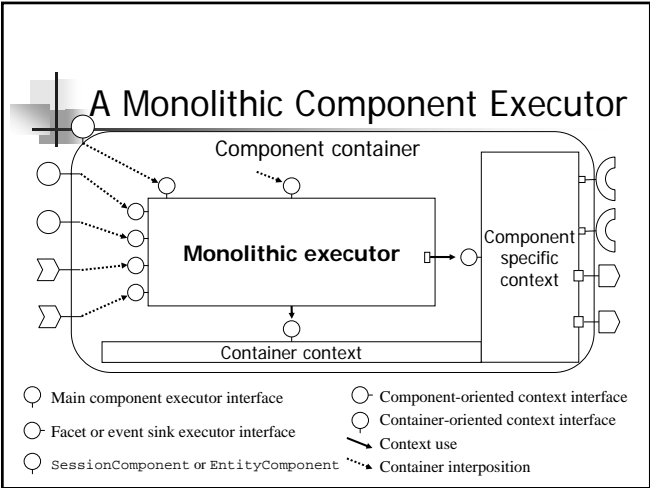 A Monolithic Component Executor
Component container
Monolithic executor
Component
specific
context
Container context
Main component executor interface
Facet or event sink executor interface
SessionComponent or EntityComponent
Component-oriented context interface
Container-oriented context interface
Context use
Container interposition